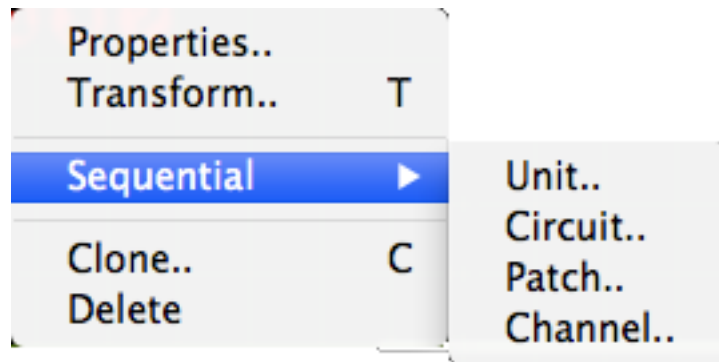 Properties..
Transform.. T
Sequential
Clone.. C
Delete
Unit..
Circuit..
Patch..
Channel..